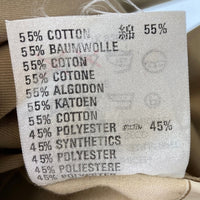 55% COTTON 綿 55%
55% BAUMWOLLE
55% COTON
55% COTONE
55% ALGODON
55% KATOEN
55% COTTON
45% POLYESTER ポリエステル 45%
45% SYNTHETICS
45% POLYESTER
45% POLIESTERE